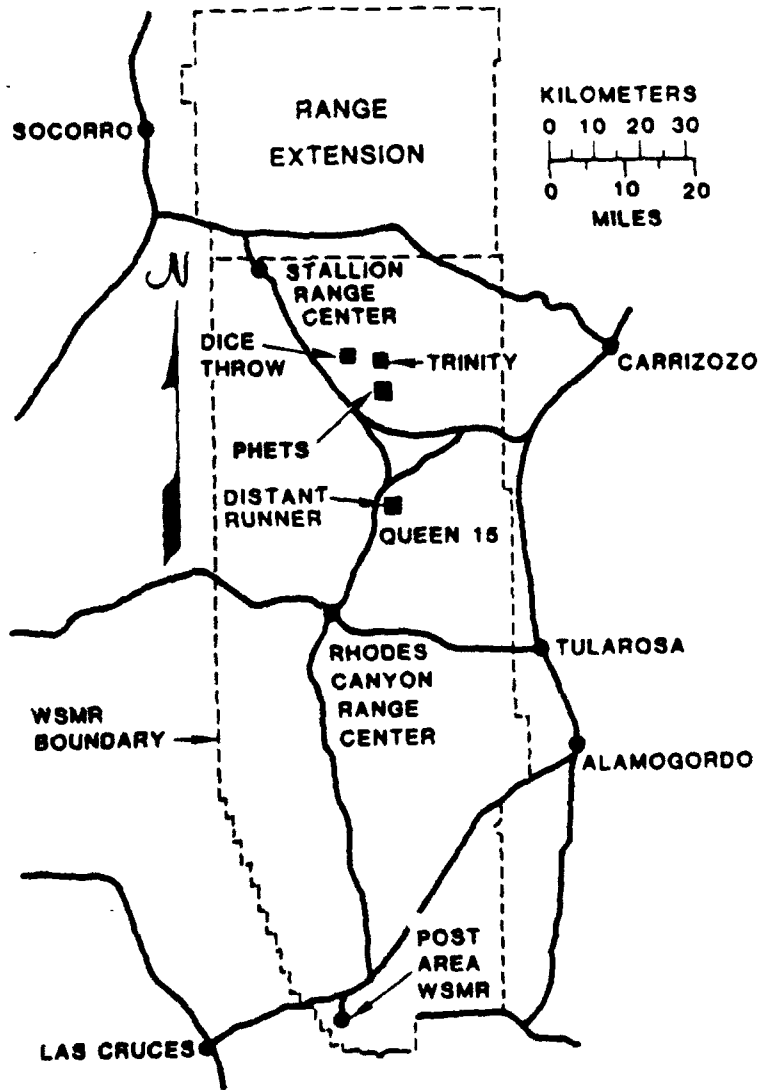 RANGE
EXTENSION
KILOMETERS
0 10 20 30
0 10 20
MILES
SOCORRO
N
STALLION
RANGE
CENTER
DICE
THROW
TRINITY
CARRIZOZO
PHETS
DISTANT
RUNNER
QUEEN 15
RHODES
CANYON
RANGE
CENTER
TULAROSA
WSMR
BOUNDARY
ALAMOGORDO
POST
AREA
WSMR
LAS CRUCES